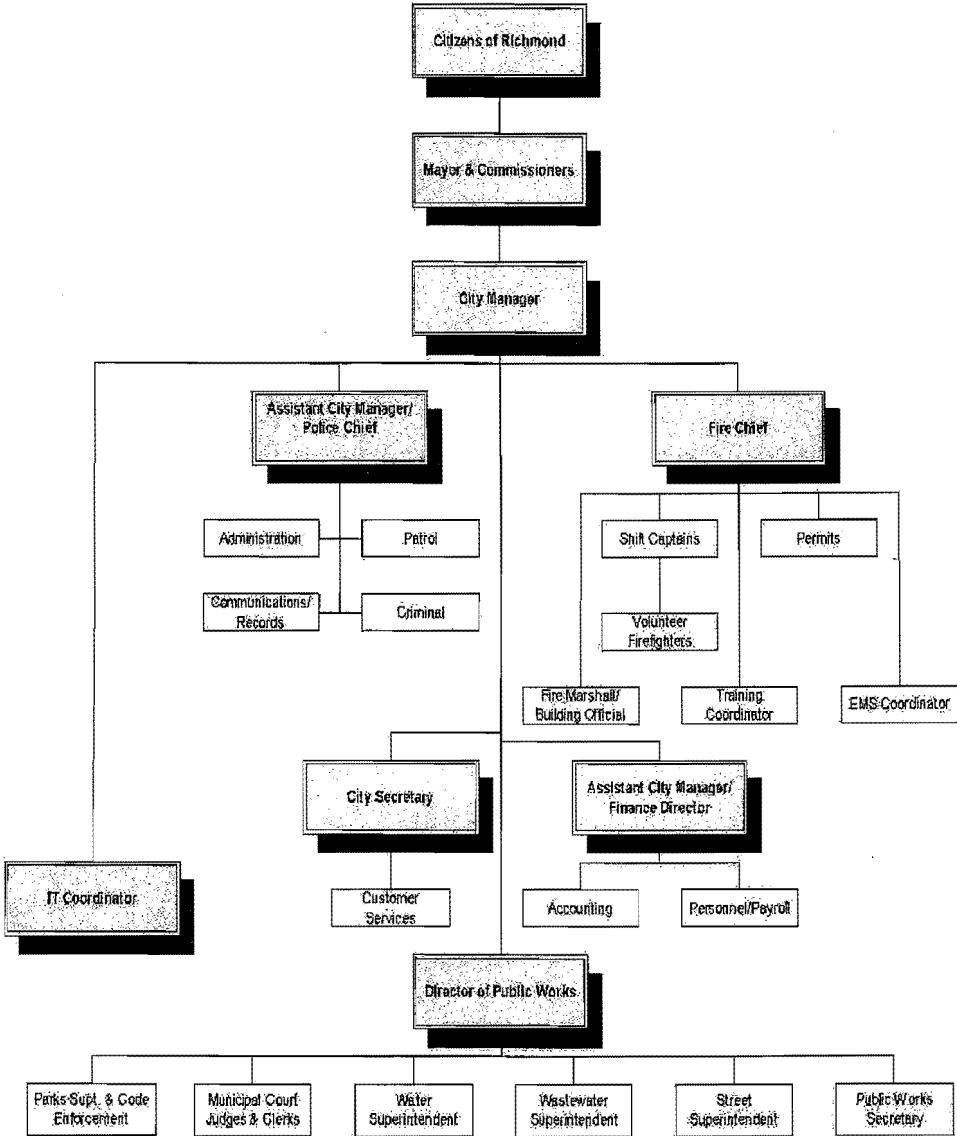 Citizens of Richmond
Mayor & Commissioners
City Manager
Assistant City Manager/
Police Chief
Fire Chief
Administration
Patrol
Shift Captains
Permits
Communications/
Records
Criminal
Volunteer
Firefighters
Fire Marshall/
Building Official
Training
Coordinator
EMS Coordinator
City Secretary
Assistant City Manager/
Finance Director
IT Coordinator
Customer
Services
Accounting
Personnel/Payroll
Director of Public Works
Parks Supt. & Code
Enforcement
Municipal Court
Judges & Clerks
Water
Superintendent
Wastewater
Superintendent
Street
Superintendent
Public Works
Secretary